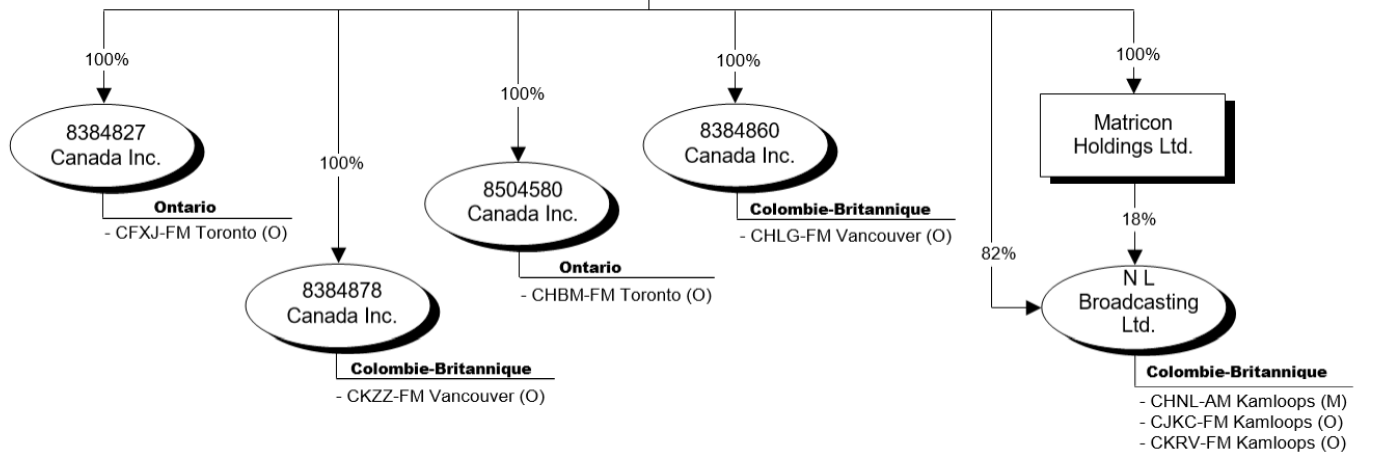 100%
8384827
Canada Inc.
Ontario
- CFXJ-FM Toronto (O)
100%
8384878
Canada Inc.
Colombie-Britannique
- CKZZ-FM Vancouver (O)
100%
8504580
Canada Inc.
Ontario
- CHBM-FM Toronto (O)
100%
8384860
Canada Inc.
Colombie-Britannique
- CHLG-FM Vancouver (O)
100%
Matricon
Holdings Ltd.
18%
82%
N L
Broadcasting
Ltd.
Colombie-Britannique
- CHNL-AM Kamloops (M)
- CJKC-FM Kamloops (O)
- CKRV-FM Kamloops (O)